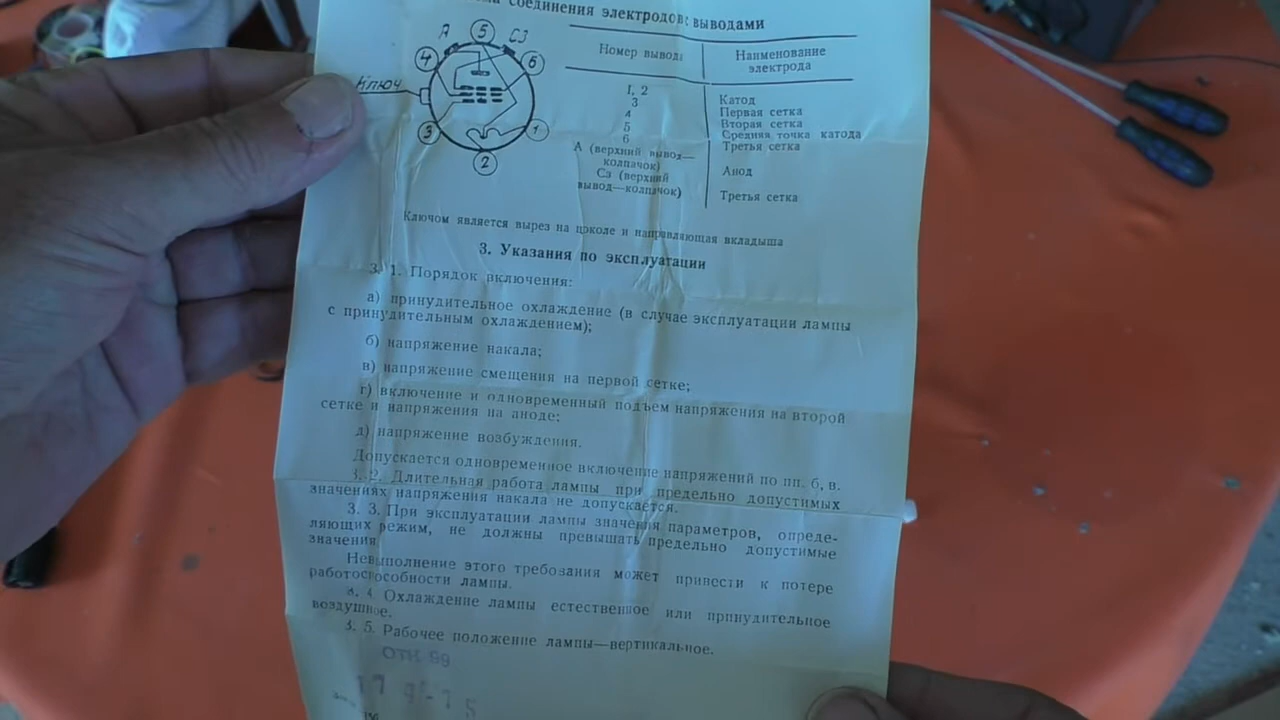 соединения электродов с выводами
А
5
С3
4
6
Ключ
3
1
2
Номер вывода
Наименование
электрода
1, 2
Катод
3
Первая сетка
4
Вторая сетка
5
Средняя точка катода
6
Третья сетка
А (верхний вывод—
колпачок)
Анод
Сз (верхний
вывод—колпачок)
Третья сетка
Ключом является вырез на цоколе и направляющая вкладыша
3. Указания по эксплуатации
3. 1. Порядок включения:
а) принудительное охлаждение (в случае эксплуатации лампы
с принудительным охлаждением);
б) напряжение накала;
в) напряжение смещения на первой сетке;
г) включение и одновременный подъем напряжения на второй
сетке и напряжения на аноде;
д) напряжение возбуждения.
Допускается одновременное включение напряжений по пп. б, в.
3. 2. Длительная работа лампы при предельно допустимых
значениях напряжения накала не допускается.
3. 3. При эксплуатации лампы значения параметров, опреде-
ляющих режим, не должны превышать предельно допустимые
значения
Невыполнение этого требования может привести к потере
работоспособности лампы.
3. 4. Охлаждение лампы естественное или принудительное
воздушное.
3. 5. Рабочее положение лампы—вертикальное.
ОТК 99